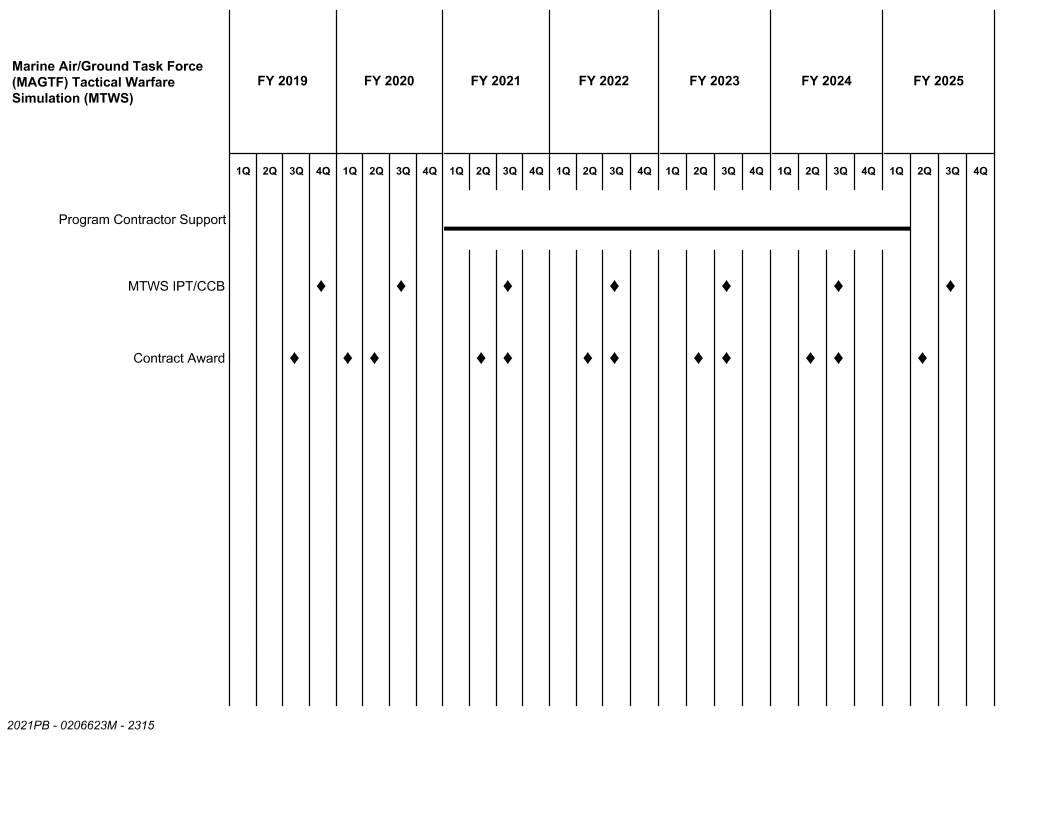 Marine Air/Ground Task Force
(MAGTF) Tactical Warfare
Simulation (MTWS)
FY 2019 FY 2020 FY 2021 FY 2022 FY 2023 FY 2024 FY 2025
1Q 2Q 3Q 4Q 1Q 2Q 3Q 4Q 1Q 2Q 3Q 4Q 1Q 2Q 3Q 4Q 1Q 2Q 3Q 4Q 1Q 2Q 3Q 4Q 1Q 2Q 3Q 4Q
Program Contractor Support
MTWS IPT/CCB
Contract Award
2021PB - 0206623M - 2315